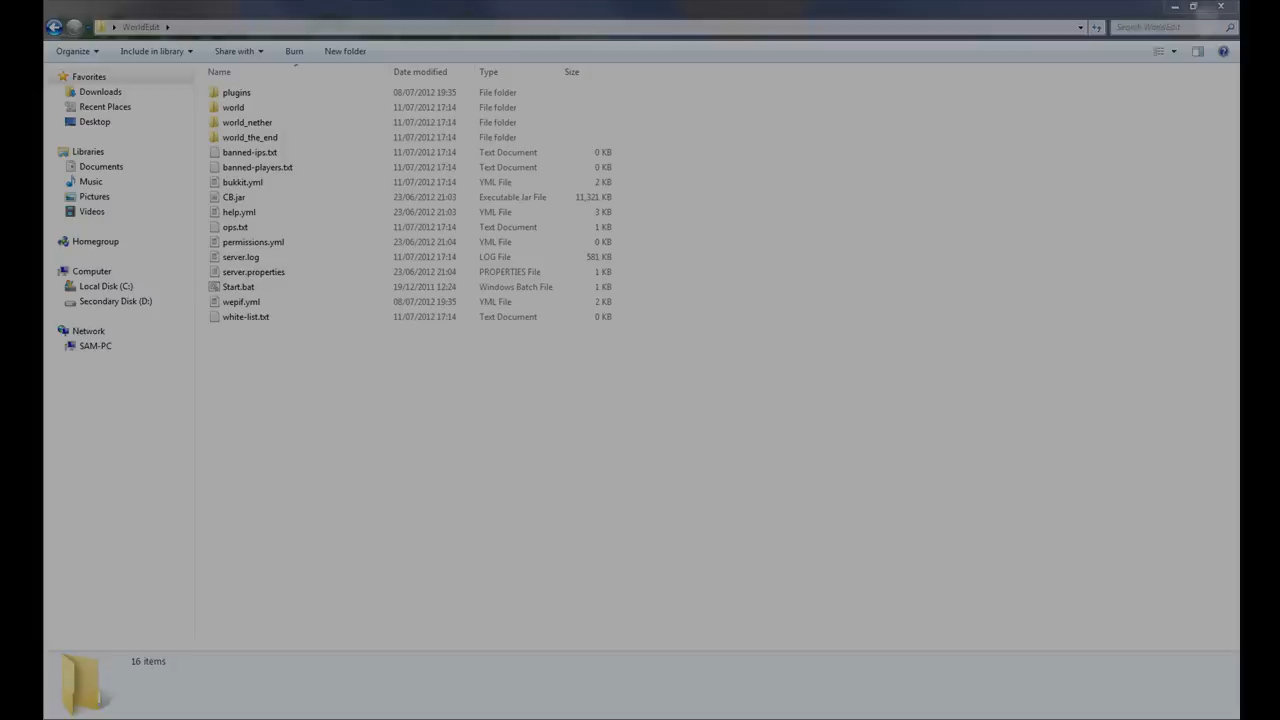 WorldEdit
Search WorldEdit
Organize Include in library Share with Burn New folder
Name Date modified Type Size
Favorites
Downloads
Recent Places
Desktop
Libraries
Documents
Music
Pictures
Videos
Homegroup
Computer
Local Disk (C:)
Secondary Disk (D:)
Network
SAM-PC
plugins 08/07/2012 19:35 File folder
world 11/07/2012 17:14 File folder
world_nether 11/07/2012 17:14 File folder
world_the_end 11/07/2012 17:14 File folder
banned-ips.txt 11/07/2012 17:14 Text Document 0 KB
banned-players.txt 11/07/2012 17:14 Text Document 0 KB
bukkit.yml 11/07/2012 17:14 YML File 2 KB
CB.jar 23/06/2012 21:03 Executable Jar File 11,321 KB
help.yml 23/06/2012 21:03 YML File 3 KB
ops.txt 11/07/2012 17:14 Text Document 1 KB
permissions.yml 23/06/2012 21:04 YML File 0 KB
server.log 11/07/2012 17:14 LOG File 581 KB
server.properties 23/06/2012 21:04 PROPERTIES File 1 KB
Start.bat 19/12/2011 12:24 Windows Batch File 1 KB
wepif.yml 08/07/2012 19:35 YML File 2 KB
white-list.txt 11/07/2012 17:14 Text Document 0 KB
16 items